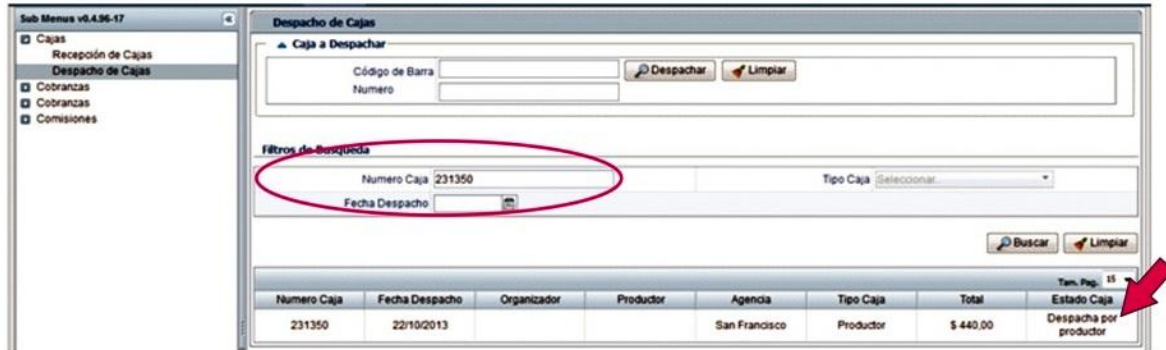 Sub Menus v0.4.96-17
Cajas
Recepción de Cajas
Despacho de Cajas
Cobranzas
Cobranzas
Comisiones
Despacho de Cajas
Caja a Despachar
Código de Barra Despachar Limpiar
Numero
Filtros de Busqueda
Numero Caja 231350 Tipo Caja Seleccionar..
Fecha Despacho
Buscar Limpiar
Tam. Pag. 15
Numero Caja Fecha Despacho Organizador Productor Agencia Tipo Caja Total Estado Caja
231350 22/10/2013 San Francisco Productor $ 440,00 Despacha por
productor